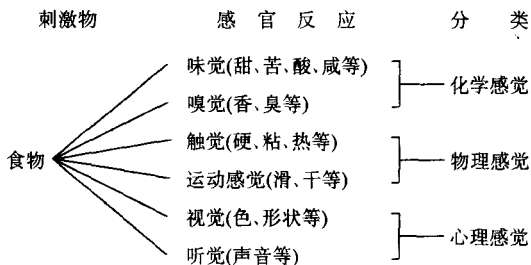 刺激物 感官反应 分类
味觉(甜、苦、酸、咸等)
嗅觉(香、臭等)
化学感觉
食物
触觉(硬、粘、热等)
运动感觉(滑、干等)
物理感觉
视觉(色、形状等)
听觉(声音等)
心理感觉